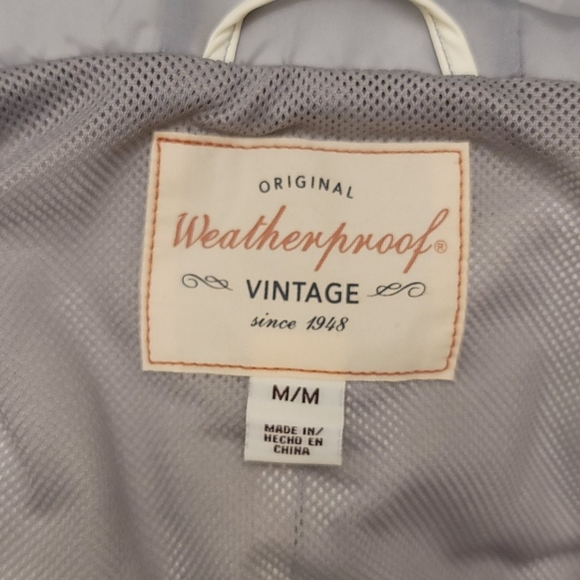 ORIGINAL
Weatherproof®
VINTAGE
since 1948
M/M
MADE IN/
HECHO EN
CHINA